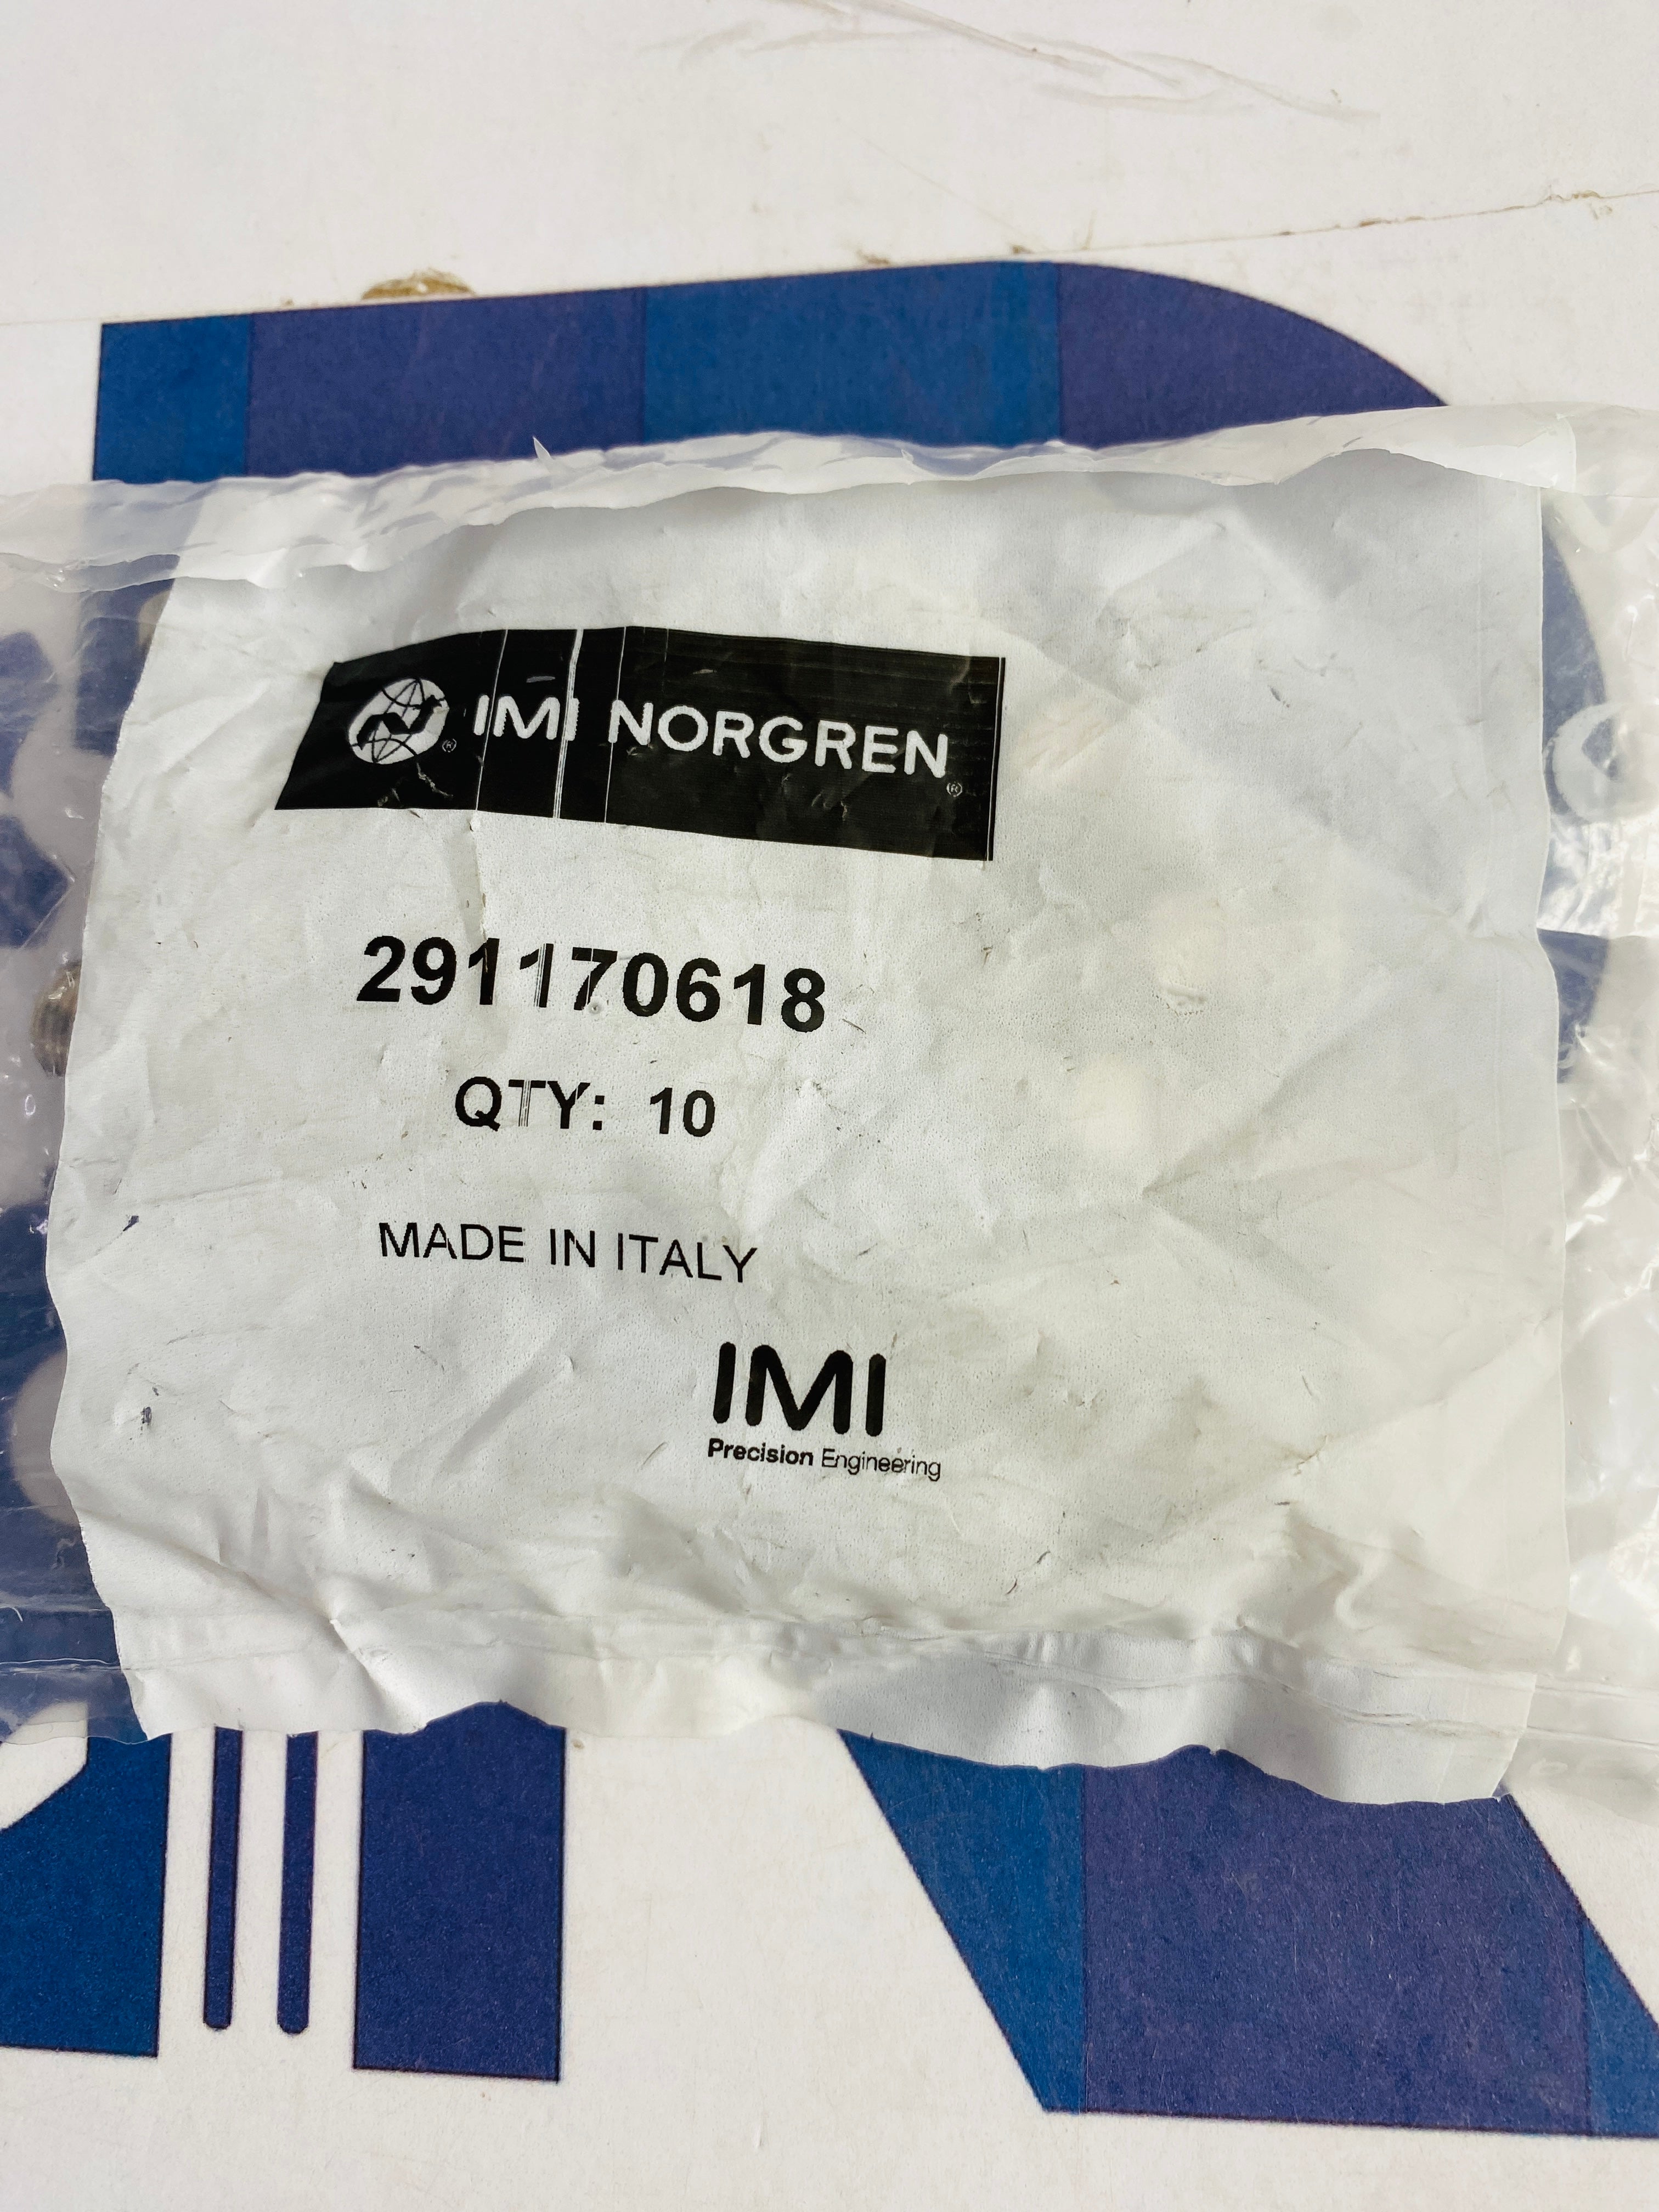 IMI NORGREN®
291170618
QTY: 10
MADE IN ITALY
IMI
Precision Engineering